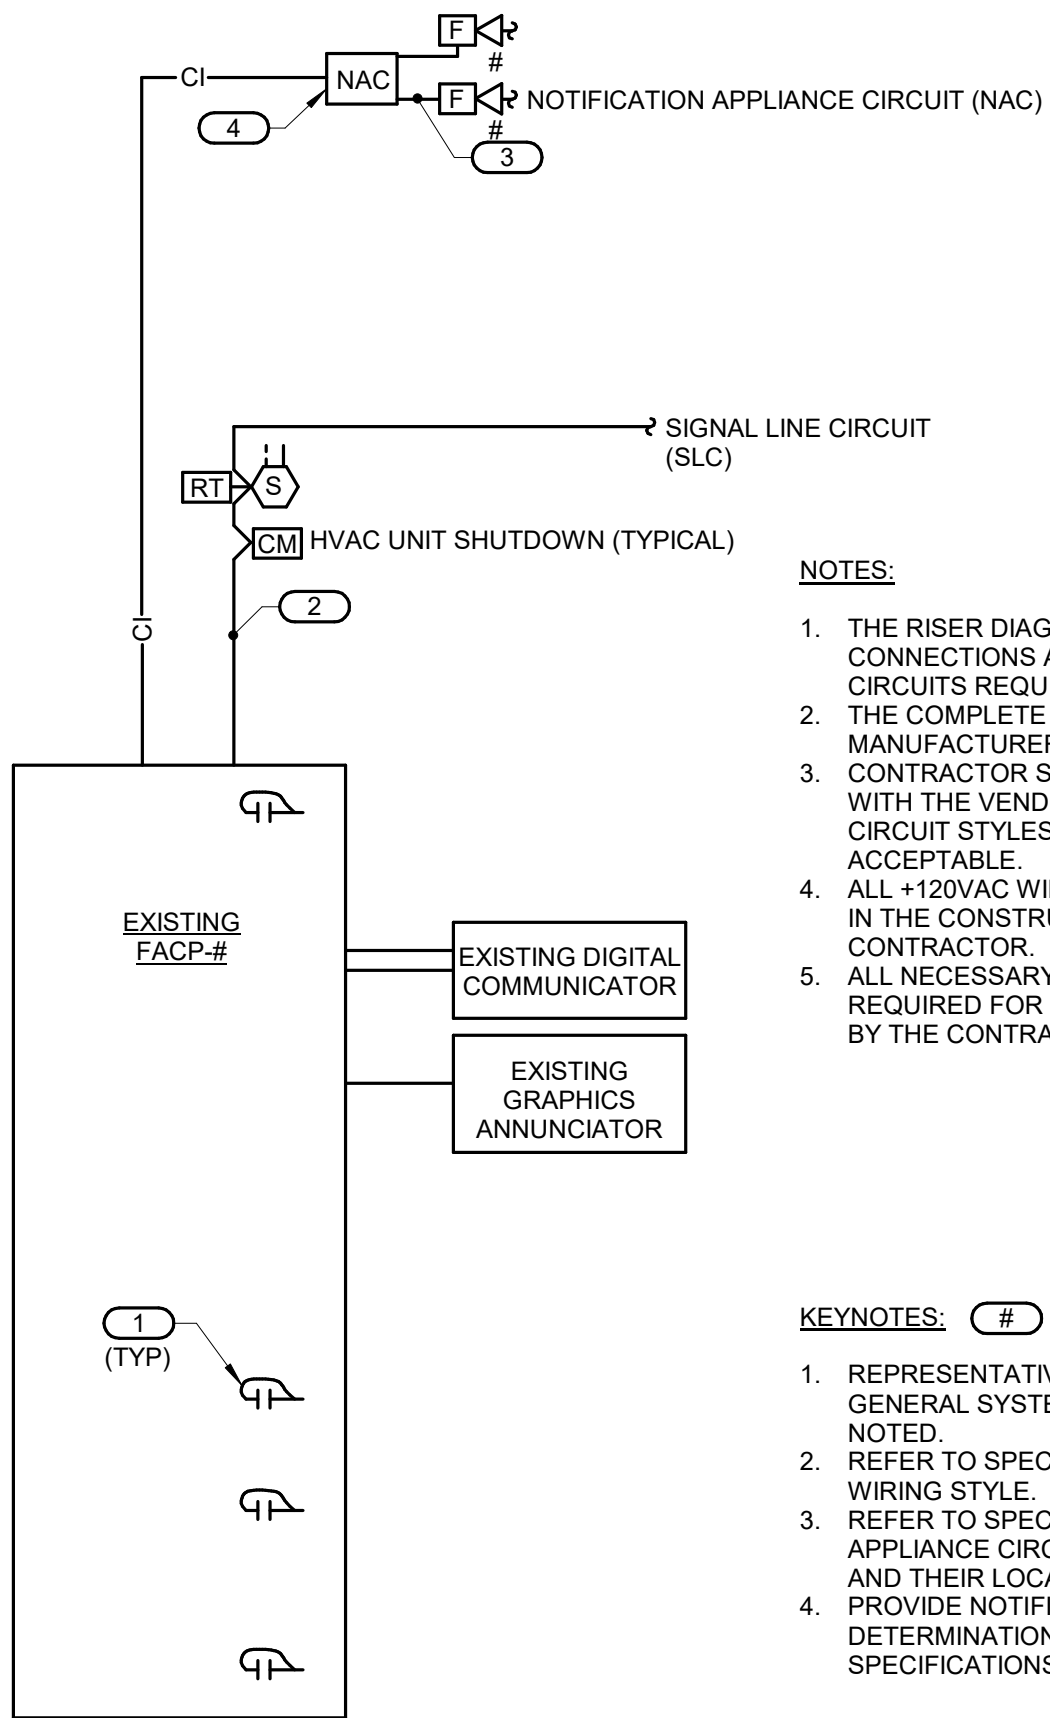 F
#
CI
NAC
F
NOTIFICATION APPLIANCE CIRCUIT (NAC)
#
4
3
SIGNAL LINE CIRCUIT
(SLC)
RT
S
CM
HVAC UNIT SHUTDOWN (TYPICAL)
2
CI
EXISTING
FACP-#
EXISTING DIGITAL
COMMUNICATOR
EXISTING
GRAPHICS
ANNUNCIATOR
1
(TYP)
NOTES:
1. THE RISER DIAG
CONNECTIONS A
CIRCUITS REQU
2. THE COMPLETE
MANUFACTURER
3. CONTRACTOR S
WITH THE VEND
CIRCUIT STYLES
ACCEPTABLE.
4. ALL +120VAC WI
IN THE CONSTRU
CONTRACTOR.
5. ALL NECESSARY
REQUIRED FOR
BY THE CONTRA
KEYNOTES: #
1. REPRESENTATIV
GENERAL SYSTE
NOTED.
2. REFER TO SPEC
WIRING STYLE.
3. REFER TO SPEC
APPLIANCE CIRC
AND THEIR LOCA
4. PROVIDE NOTIFI
DETERMINATION
SPECIFICATIONS